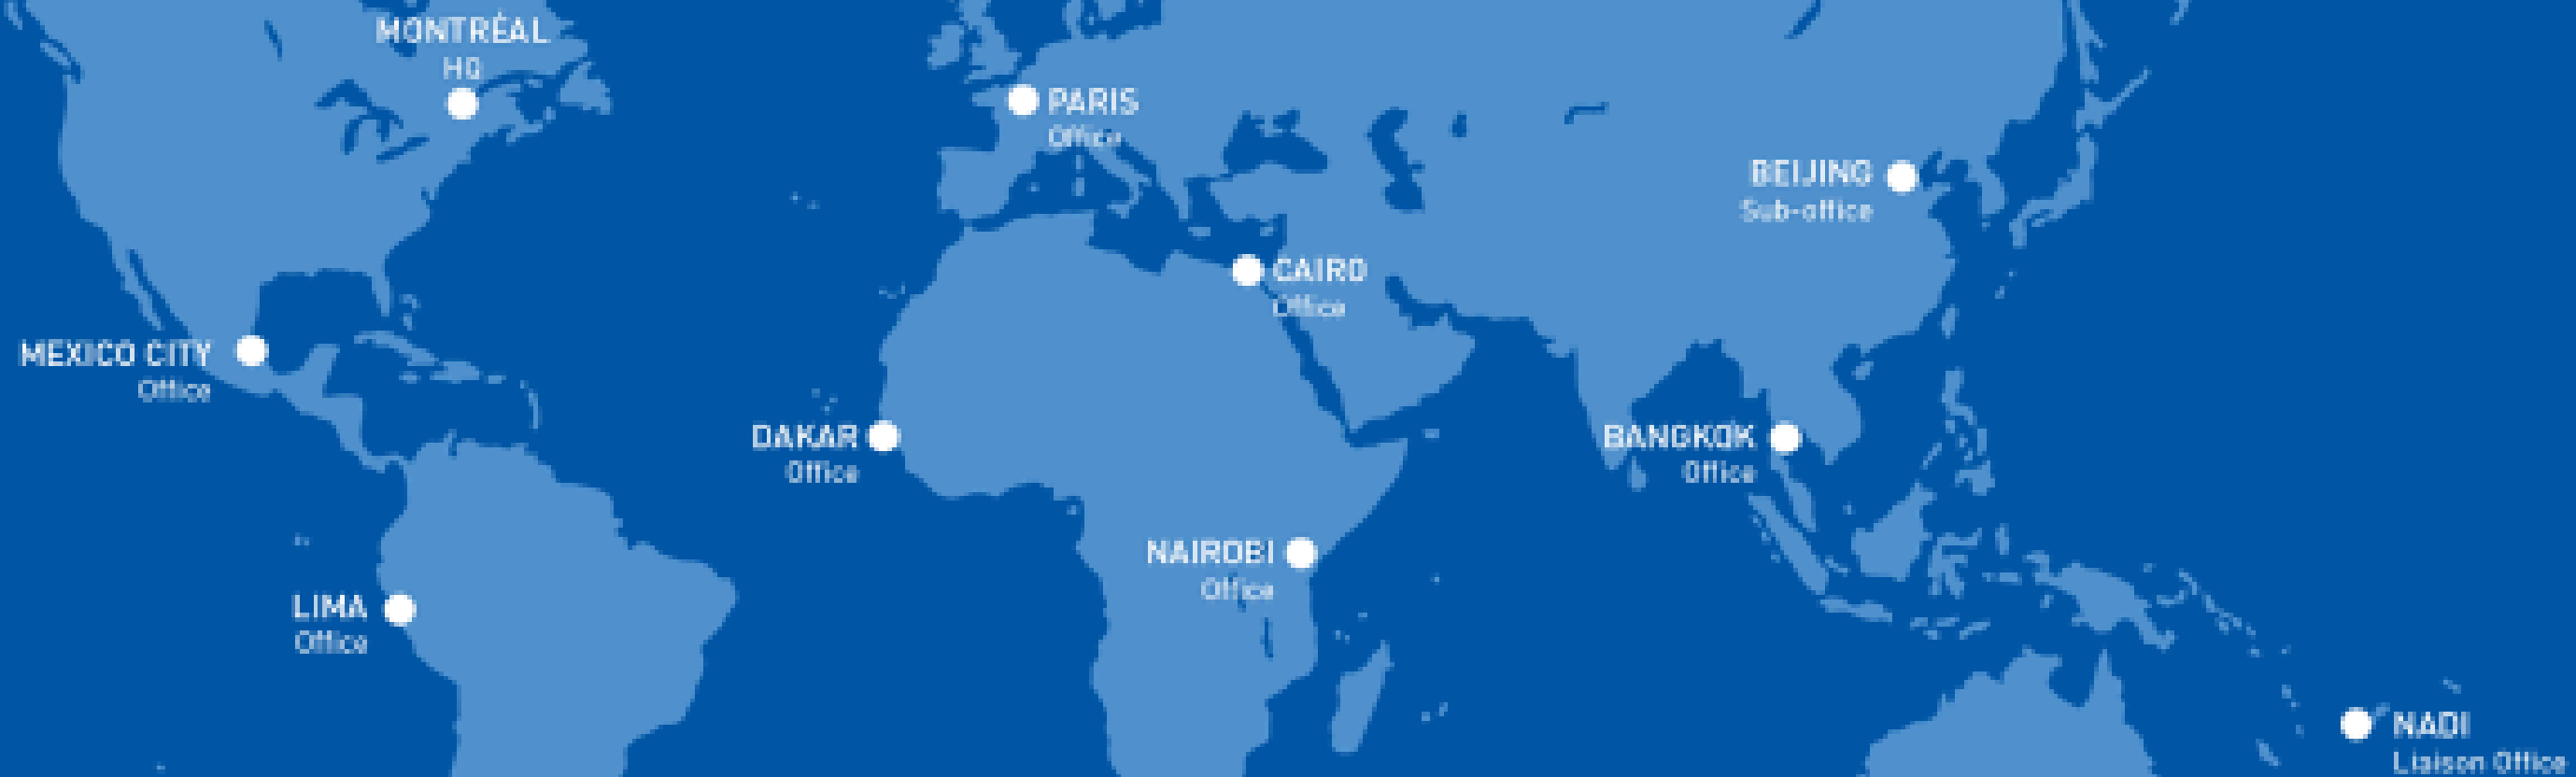 MONTRÉAL
HQ
PARIS
Office
BEIJING
Sub-office
CAIRO
Office
MEXICO CITY
Office
DAKAR
Office
BANGKOK
Office
NAIROBI
Office
LIMA
Office
NADI
Liaison Office